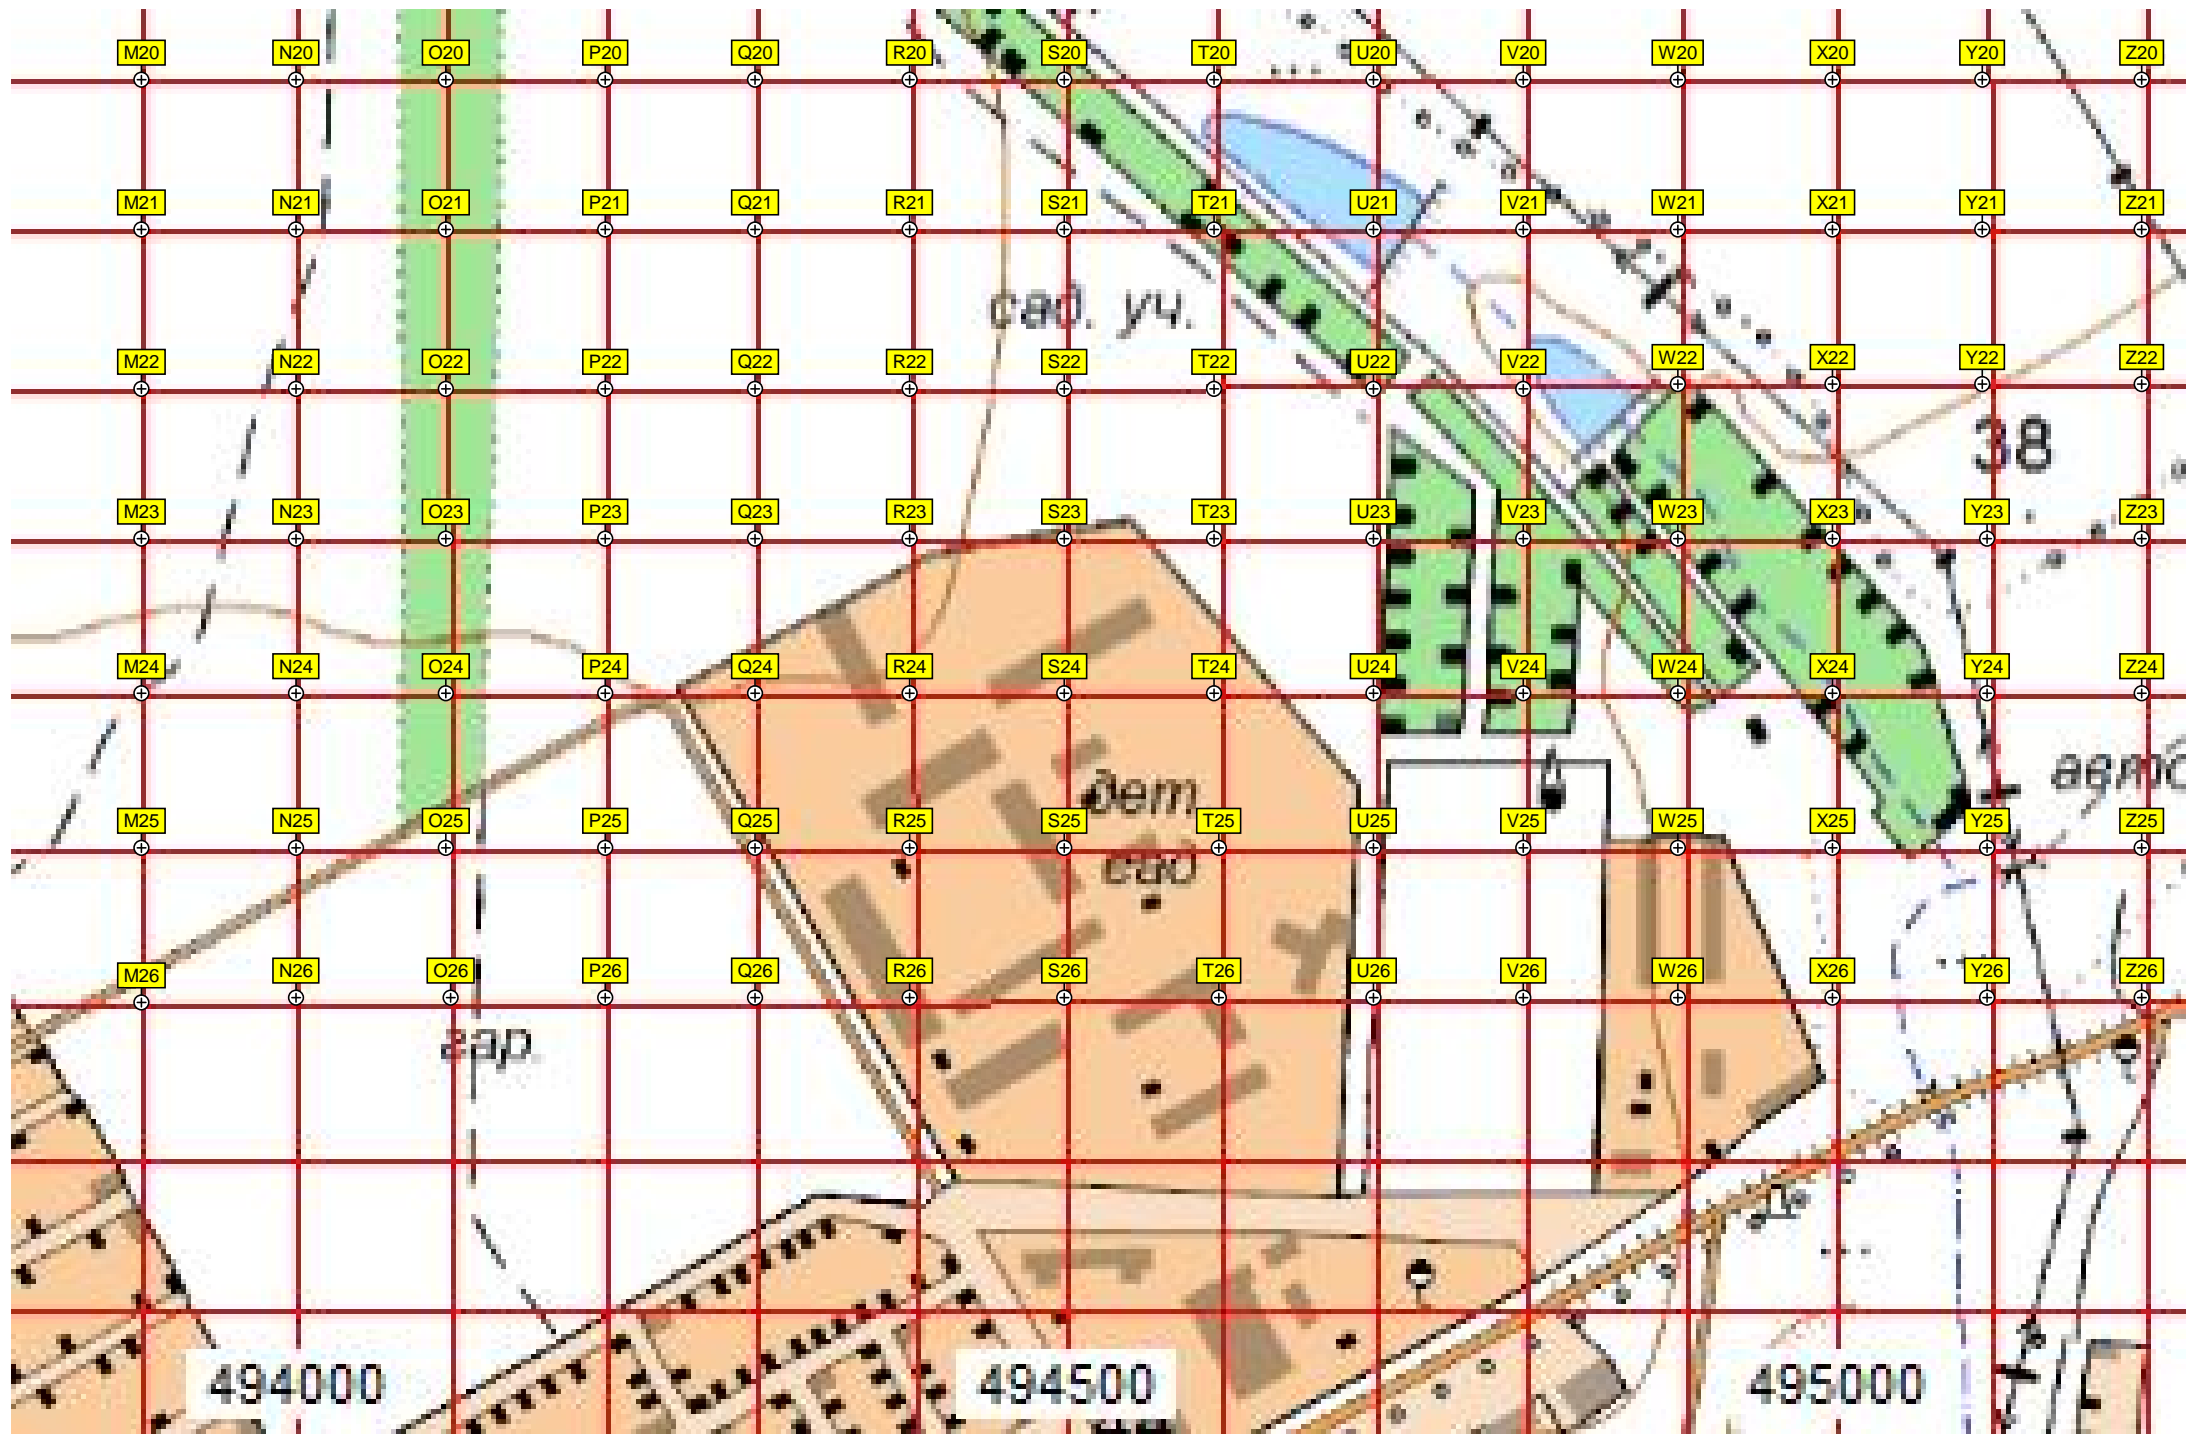 M20 N20 O20 P20 Q20 R20 S20 T20 U20 V20 W20 X20 Y20 Z20
M21 N21 O21 P21 Q21 R21 S21 T21 U21 V21 W21 X21 Y21 Z21
сад. уч.
M22 N22 O22 P22 Q22 R22 S22 T22 U22 V22 W22 X22 Y22 Z22
38
M23 N23 O23 P23 Q23 R23 S23 T23 U23 V23 W23 X23 Y23 Z23
M24 N24 O24 P24 Q24 R24 S24 T24 U24 V24 W24 X24 Y24 Z24
дет
авто
M25 N25 O25 P25 Q25 R25 S25 T25 U25 V25 W25 X25 Y25 Z25
сад
M26 N26 O26 P26 Q26 R26 S26 T26 U26 V26 W26 X26 Y26 Z26
гар.
494000 494500 495000